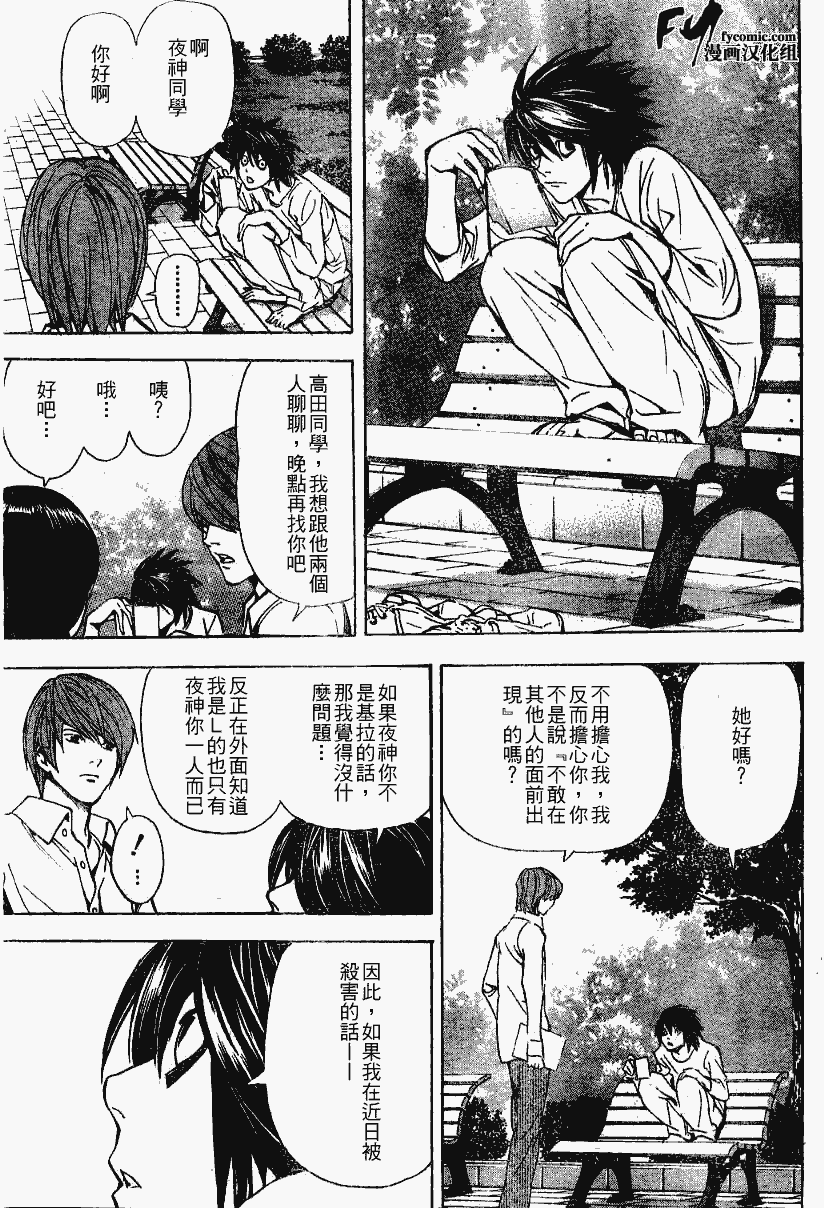 FY
fycomic.com
漫画汉化组
啊
夜神同學
你好啊
⋯⋯
高田同學，我想跟他兩個
人聊聊，晚點再找你吧
咦？
哦⋯
好吧⋯
她好嗎？
不用擔心我，我
反而擔心你，你
不是說『不敢在
其他人的面前出
現』的嗎？
如果夜神你不
是基拉的話，
那我覺得沒什
麼問題⋯
反正在外面知道
我是L的也只有
夜神你一人而已
！⋯
因此，如果我在近日被
殺害的話——